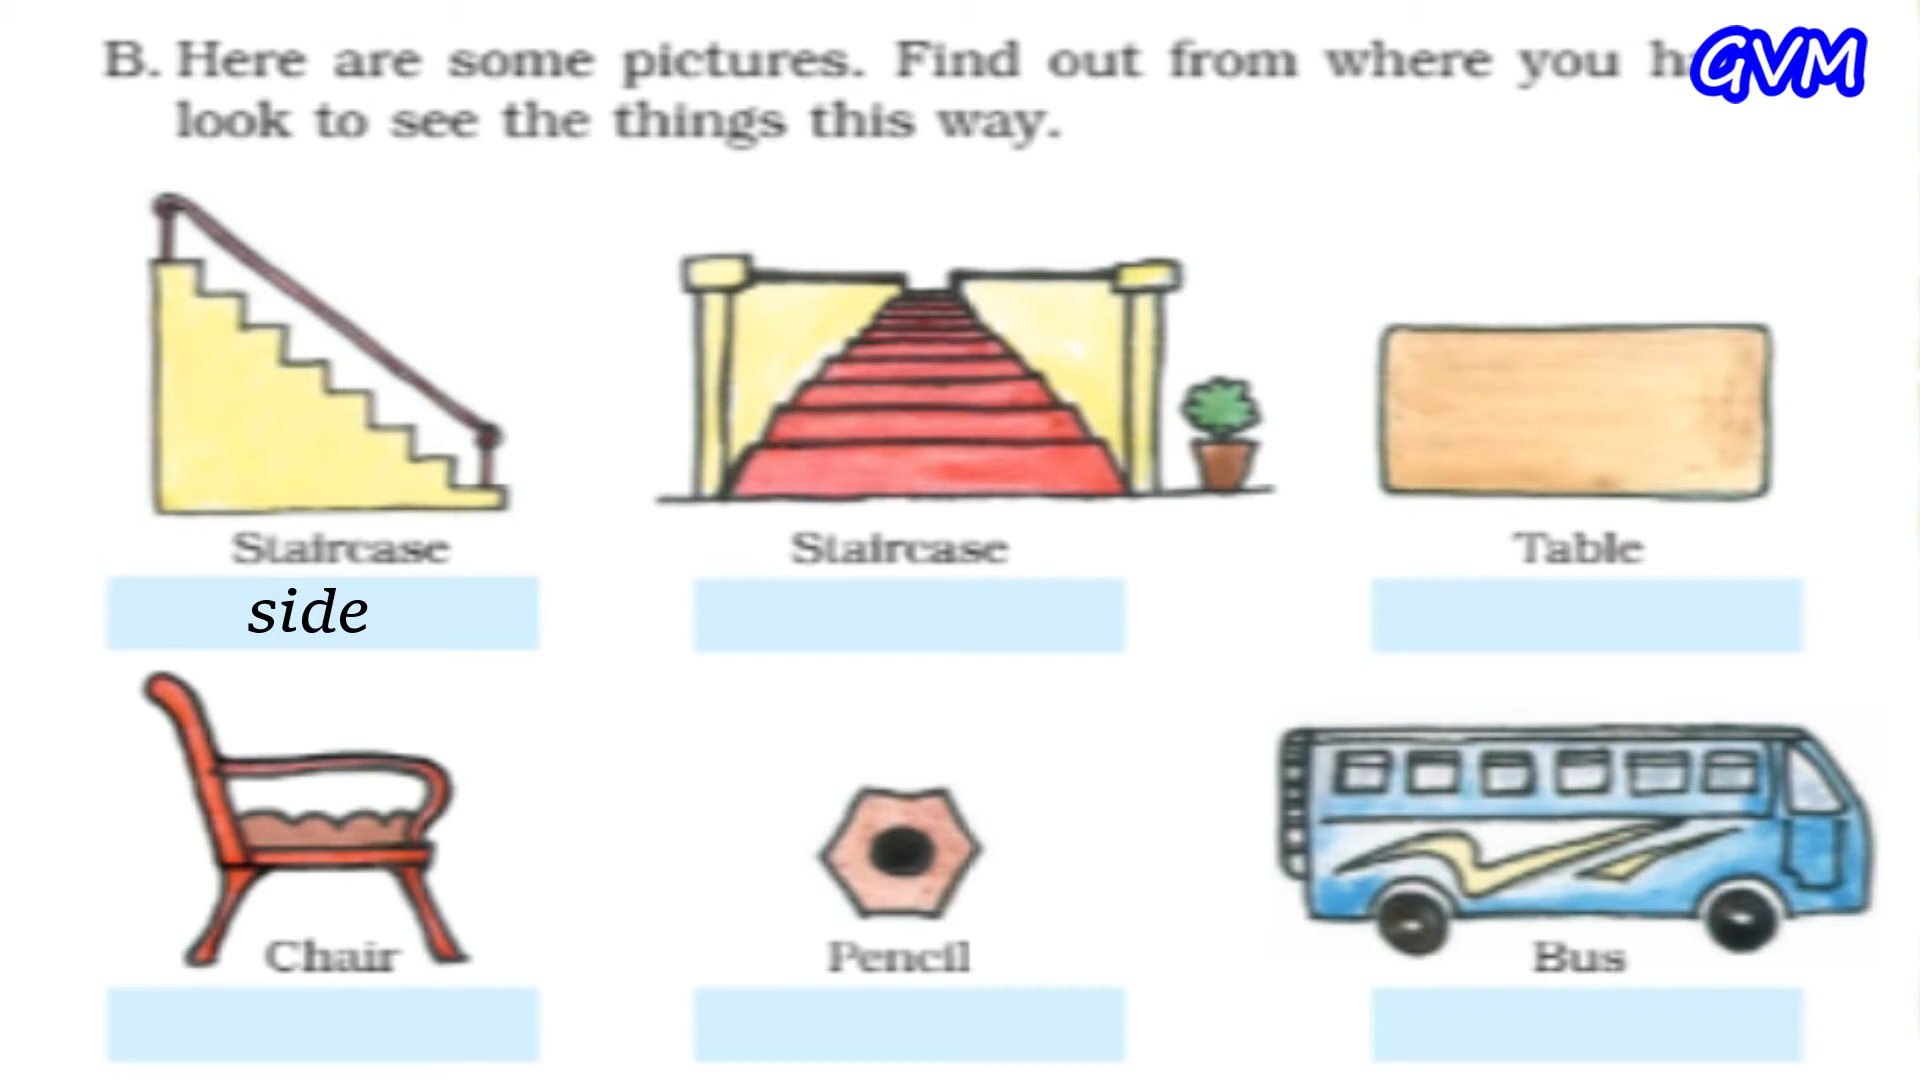 B. Here are some pictures. Find out from where you
GVM
look to see the things this way.
Staircase Staircase Table
side
Chair Pencil Bus